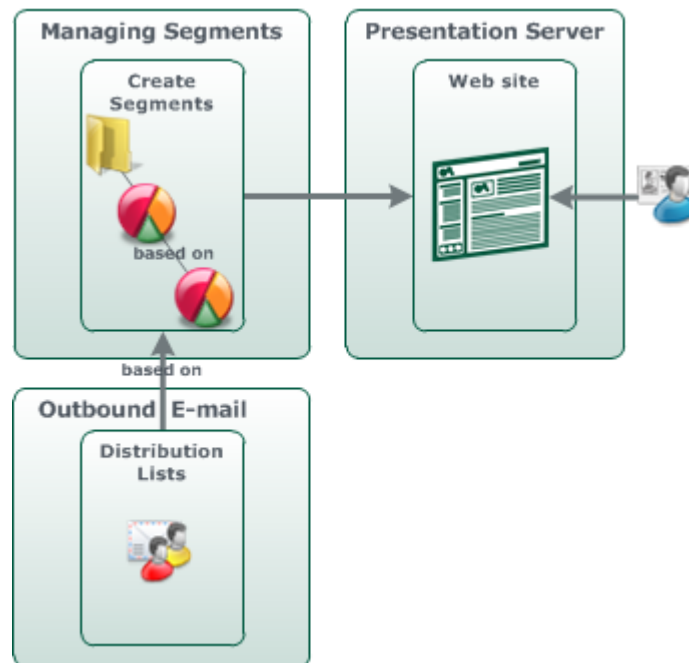 Managing Segments
Create
Segments
based on
based on
Outbound E-mail
Distribution
Lists
Presentation Server
Web site